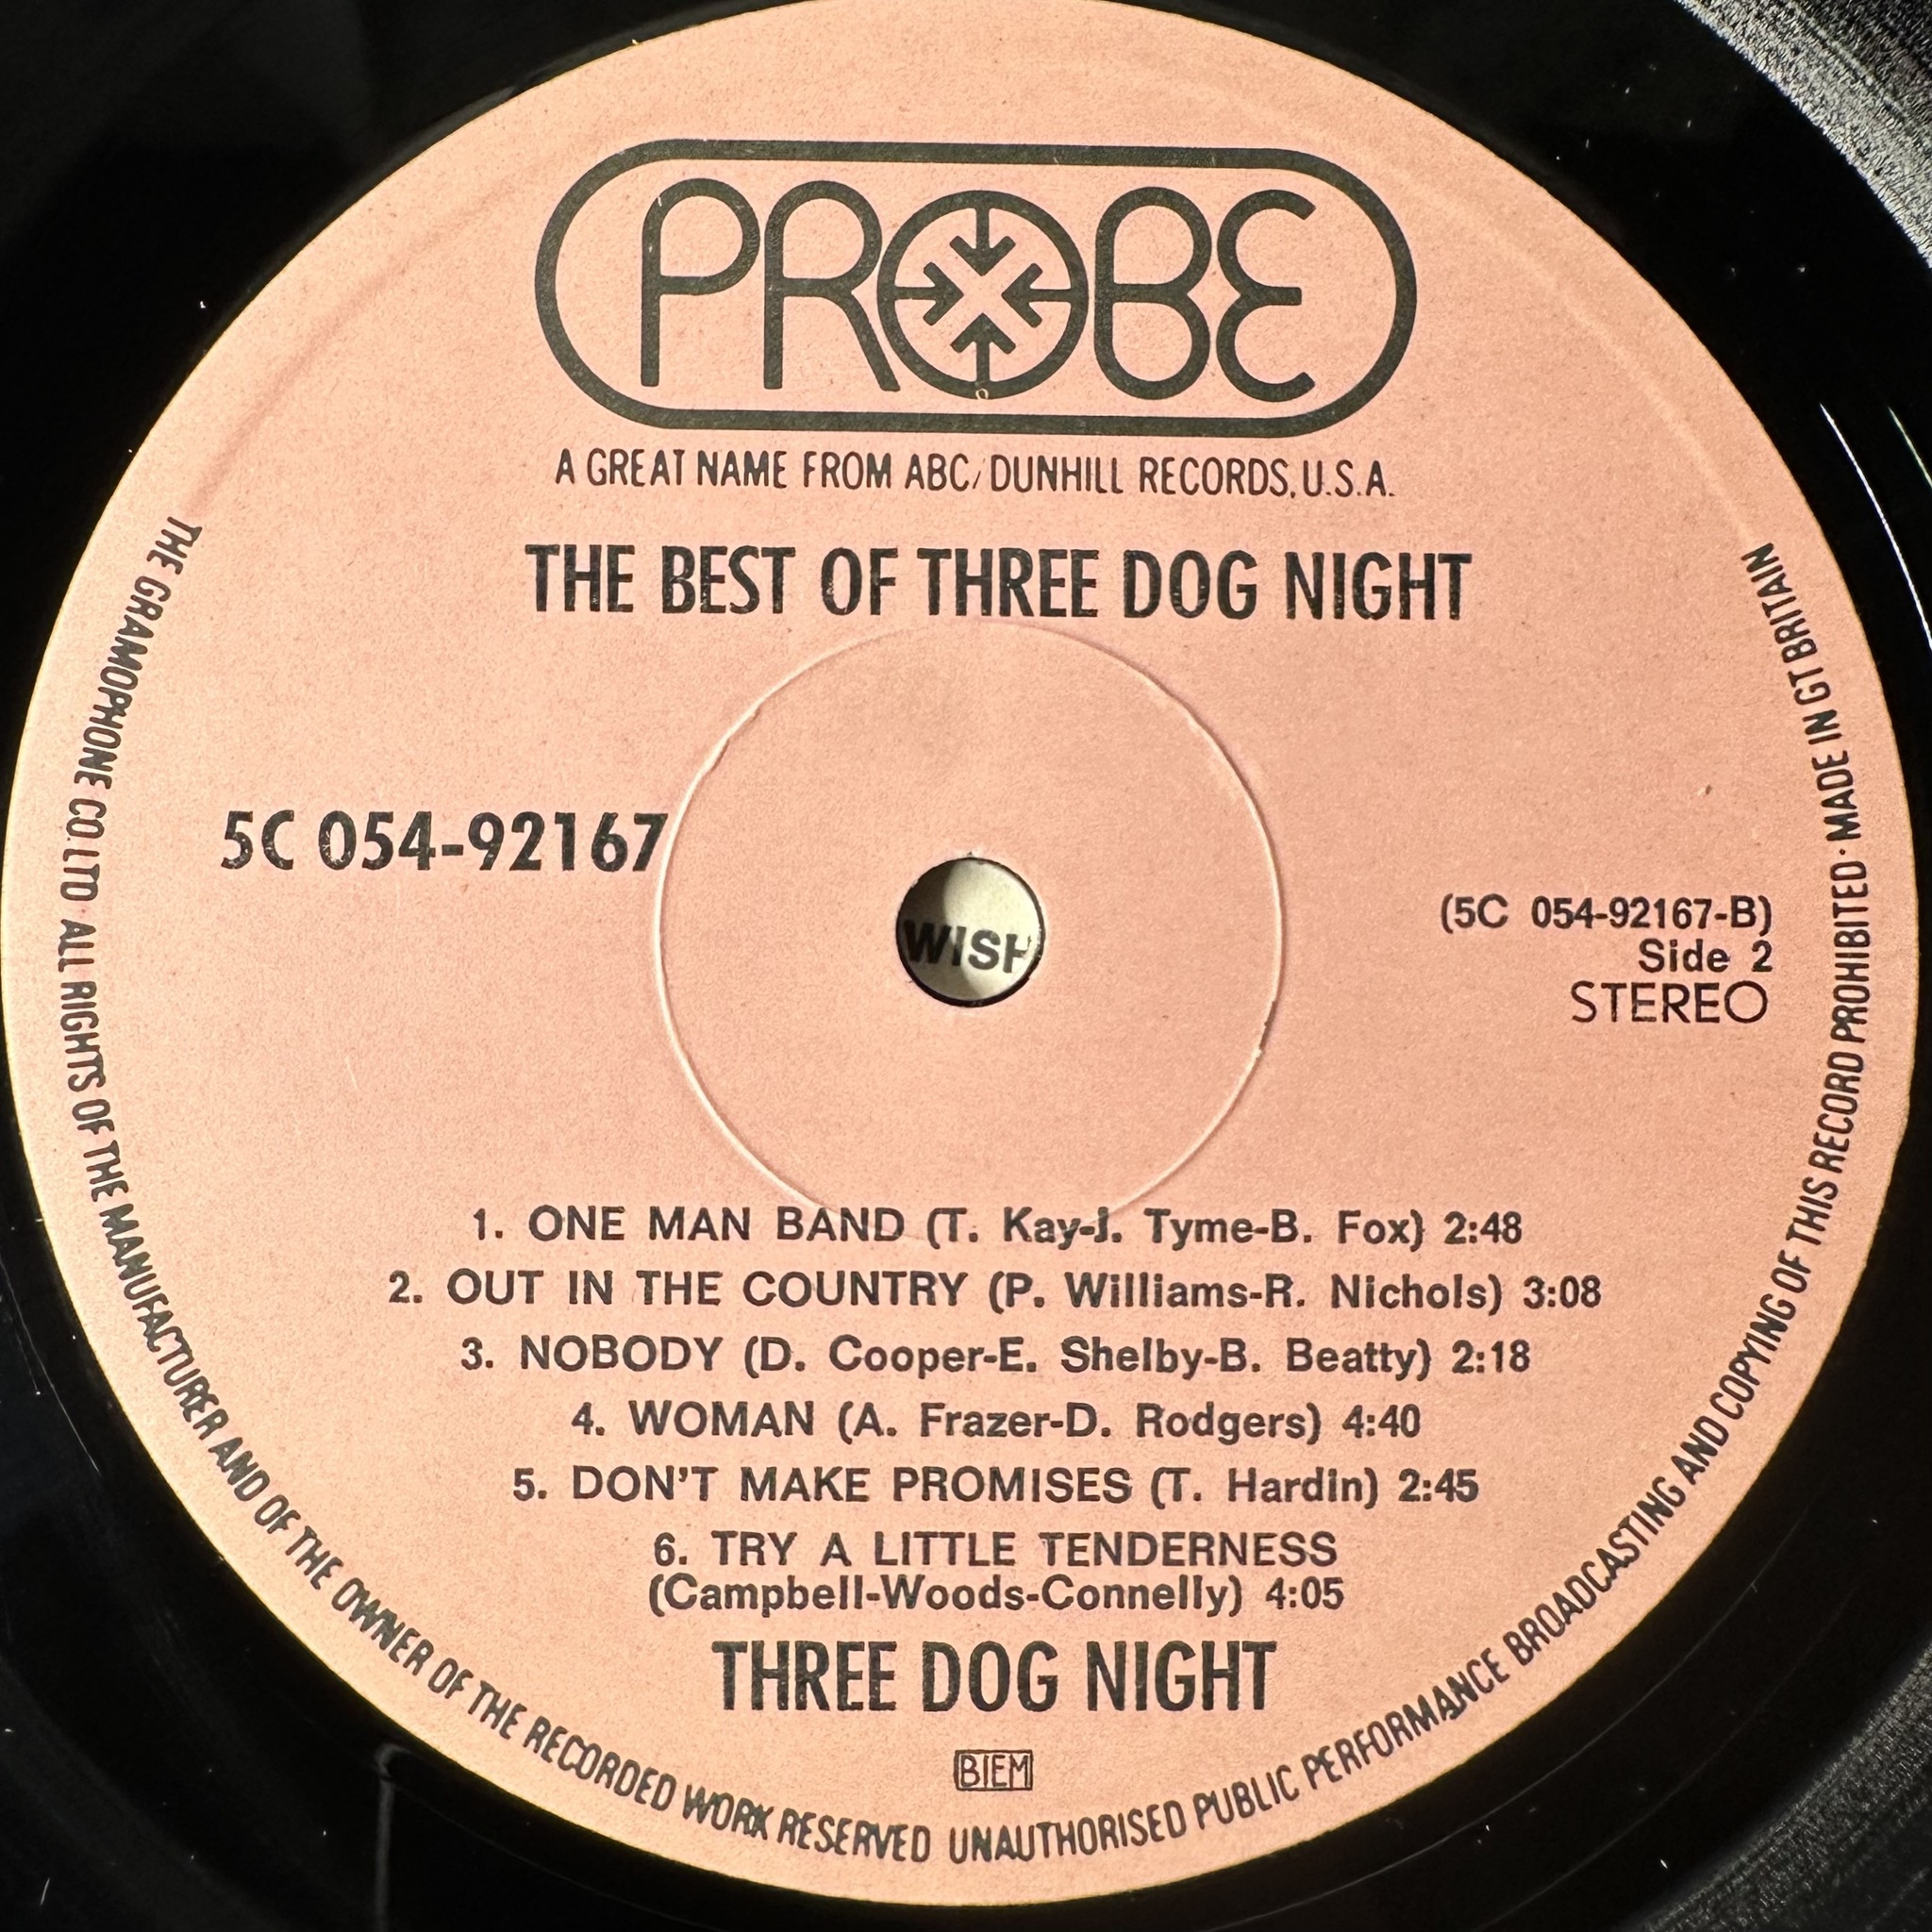 PROBE
A GREAT NAME FROM ABC/DUNHILL RECORDS, U.S.A.
THE BEST OF THREE DOG NIGHT
5C 054-92167
WISH
(5C 054-92167-B)
Side 2
STEREO
1. ONE MAN BAND (T. Kay-J. Tyme-B. Fox) 2:48
2. OUT IN THE COUNTRY (P. Williams-R. Nichols) 3:08
3. NOBODY (D. Cooper-E. Shelby-B. Beatty) 2:18
4. WOMAN (A. Frazer-D. Rodgers) 4:40
5. DON'T MAKE PROMISES (T. Hardin) 2:45
6. TRY A LITTLE TENDERNESS
(Campbell-Woods-Connelly) 4:05
THREE DOG NIGHT
BIEM
THE GRAMOPHONE CO. LTD · ALL RIGHTS OF THE MANUFACTURER AND OF THE OWNER OF THE RECORDED WORK RESERVED UNAUTHORISED PUBLIC PERFORMANCE BROADCASTING AND COPYING OF THIS RECORD PROHIBITED · MADE IN GT BRITAIN